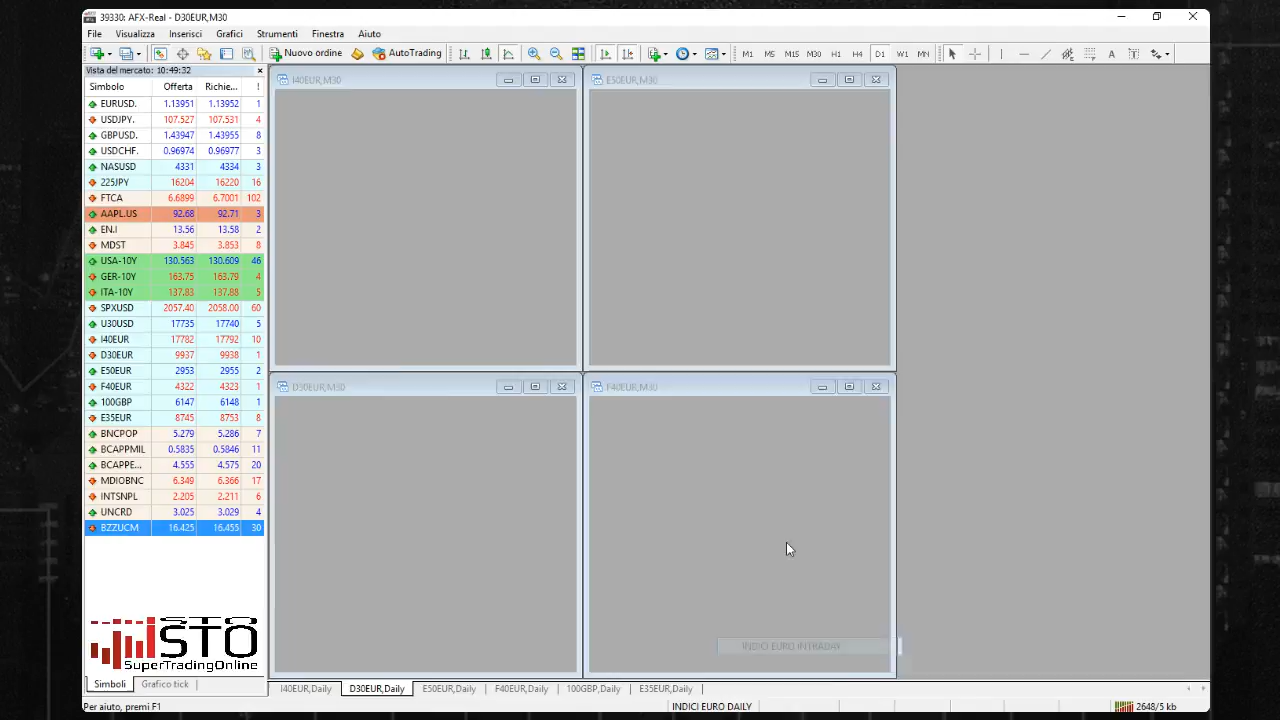 39330: AFX-Real - D30EUR,M30
File Visualizza Inserisci Grafici Strumenti Finestra Aiuto
Nuovo ordine AutoTrading M1 M5 M15 M30 H1 H4 D1 W1 MN
Vista del mercato: 10:49:32
Simbolo Offerta Richie... !
EURUSD. 1.13951 1.13952 1
USDJPY. 107.527 107.531 4
GBPUSD. 1.43947 1.43955 8
USDCHF. 0.96974 0.96977 3
NASUSD 4331 4334 3
225JPY 16204 16220 16
FTCA 6.6899 6.7001 102
AAPL.US 92.68 92.71 3
EN.I 13.56 13.58 2
MDST 3.845 3.853 8
USA-10Y 130.563 130.609 46
GER-10Y 163.75 163.79 4
ITA-10Y 137.83 137.88 5
SPXUSD 2057.40 2058.00 60
U30USD 17735 17740 5
I40EUR 17782 17792 10
D30EUR 9937 9938 1
E50EUR 2953 2955 2
F40EUR 4322 4323 1
100GBP 6147 6148 1
E35EUR 8745 8753 8
BNCPOP 5.279 5.286 7
BCAPPMIL 0.5835 0.5846 11
BCAPPE... 4.555 4.575 20
MDIOBNC 6.349 6.366 17
INTSNPL 2.205 2.211 6
UNCRD 3.025 3.029 4
BZZUCM 16.425 16.455 30
STO
SuperTradingOnline
Simboli Grafico tick
I40EUR,M30
E50EUR,M30
D30EUR,M30
F40EUR,M30
INDICI EURO INTRADAY
I40EUR,Daily D30EUR,Daily E50EUR,Daily F40EUR,Daily 100GBP,Daily E35EUR,Daily
Per aiuto, premi F1 INDICI EURO DAILY 2648/5 kb